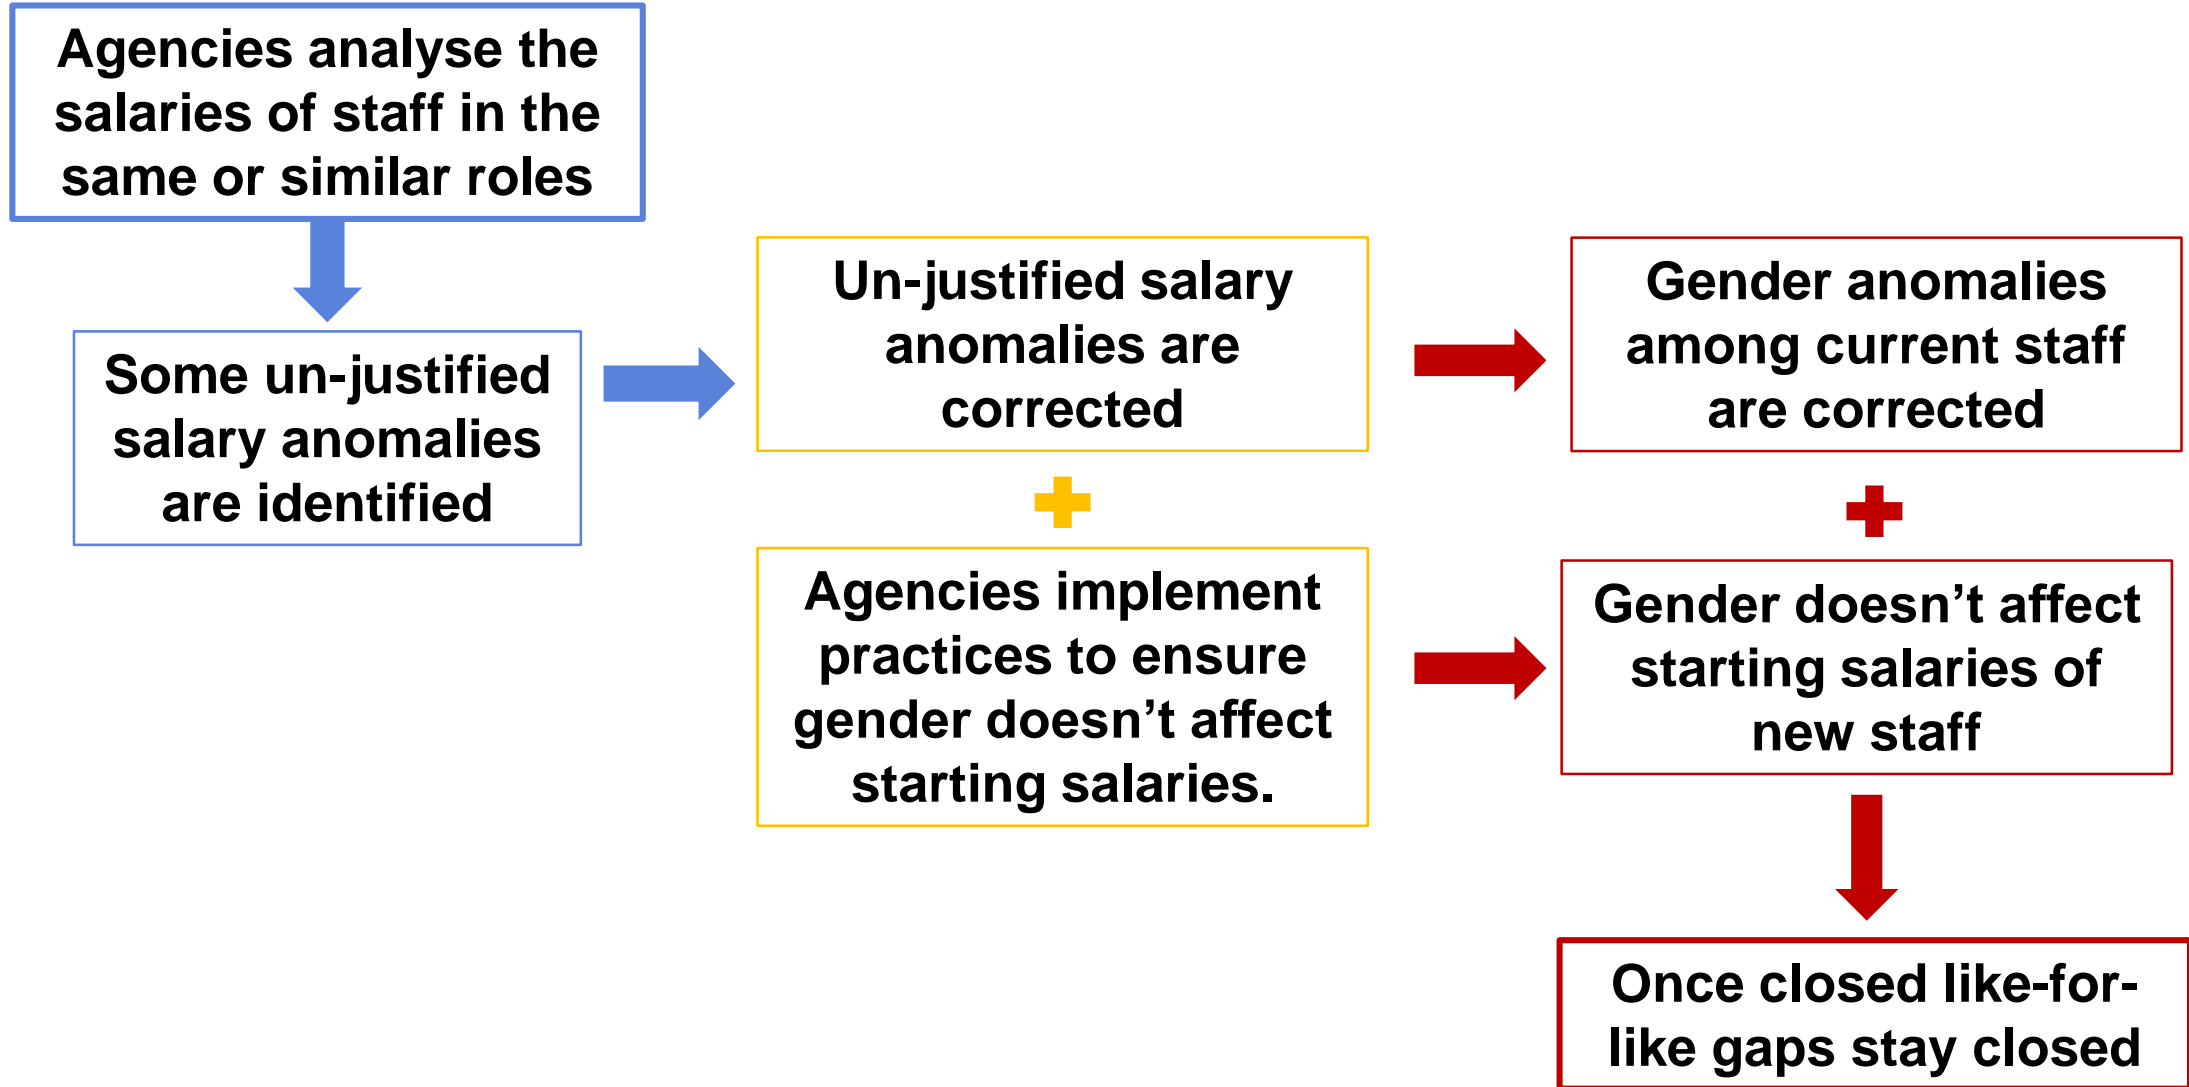 Agencies analyse the
salaries of staff in the
same or similar roles
Some un-justified
salary anomalies
are identified
Un-justified salary
anomalies are
corrected
Agencies implement
practices to ensure
gender doesn’t affect
starting salaries.
Gender anomalies
among current staff
are corrected
Gender doesn’t affect
starting salaries of
new staff
Once closed like-for-
like gaps stay closed